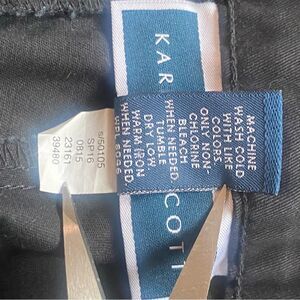 KAR
COTT
MACHINE
WASH COLD
WITH LIKE
COLORS.
ONLY NON-
CHLORINE
BLEACH
WHEN NEEDED.
TUMBLE
DRY LOW.
WARM IRON
WHEN NEEDED.
s/50105
SP16
0815
23161
39480